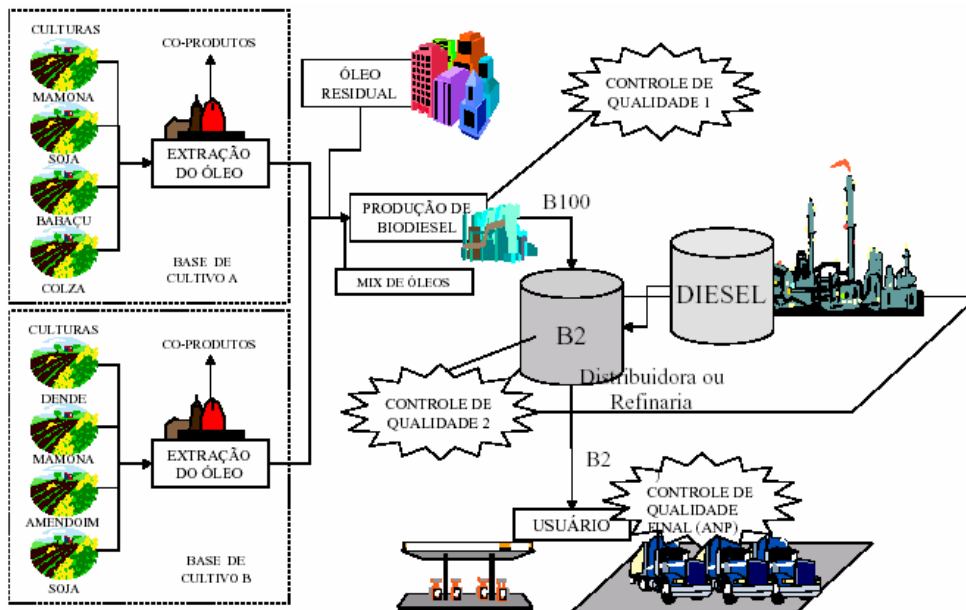 CULTURAS
MAMONA
SOJA
BABAÇU
COLZA
CO-PRODUTOS
EXTRAÇÃO
DO ÓLEO
BASE DE
CULTIVO A
CULTURAS
DENDE
MAMONA
AMENDOIM
SOJA
CO-PRODUTOS
EXTRAÇÃO
DO ÓLEO
BASE DE
CULTIVO B
ÓLEO
RESIDUAL
PRODUÇÃO DE
BIODIESEL
MIX DE ÓLEOS
CONTROLE DE
QUALIDADE 1
B100
B2
DIESEL
Distribuidora ou
Refinaria
CONTROLE DE
QUALIDADE 2
B2
USUÁRIO
CONTROLE DE
QUALIDADE
FINAL (ANP)